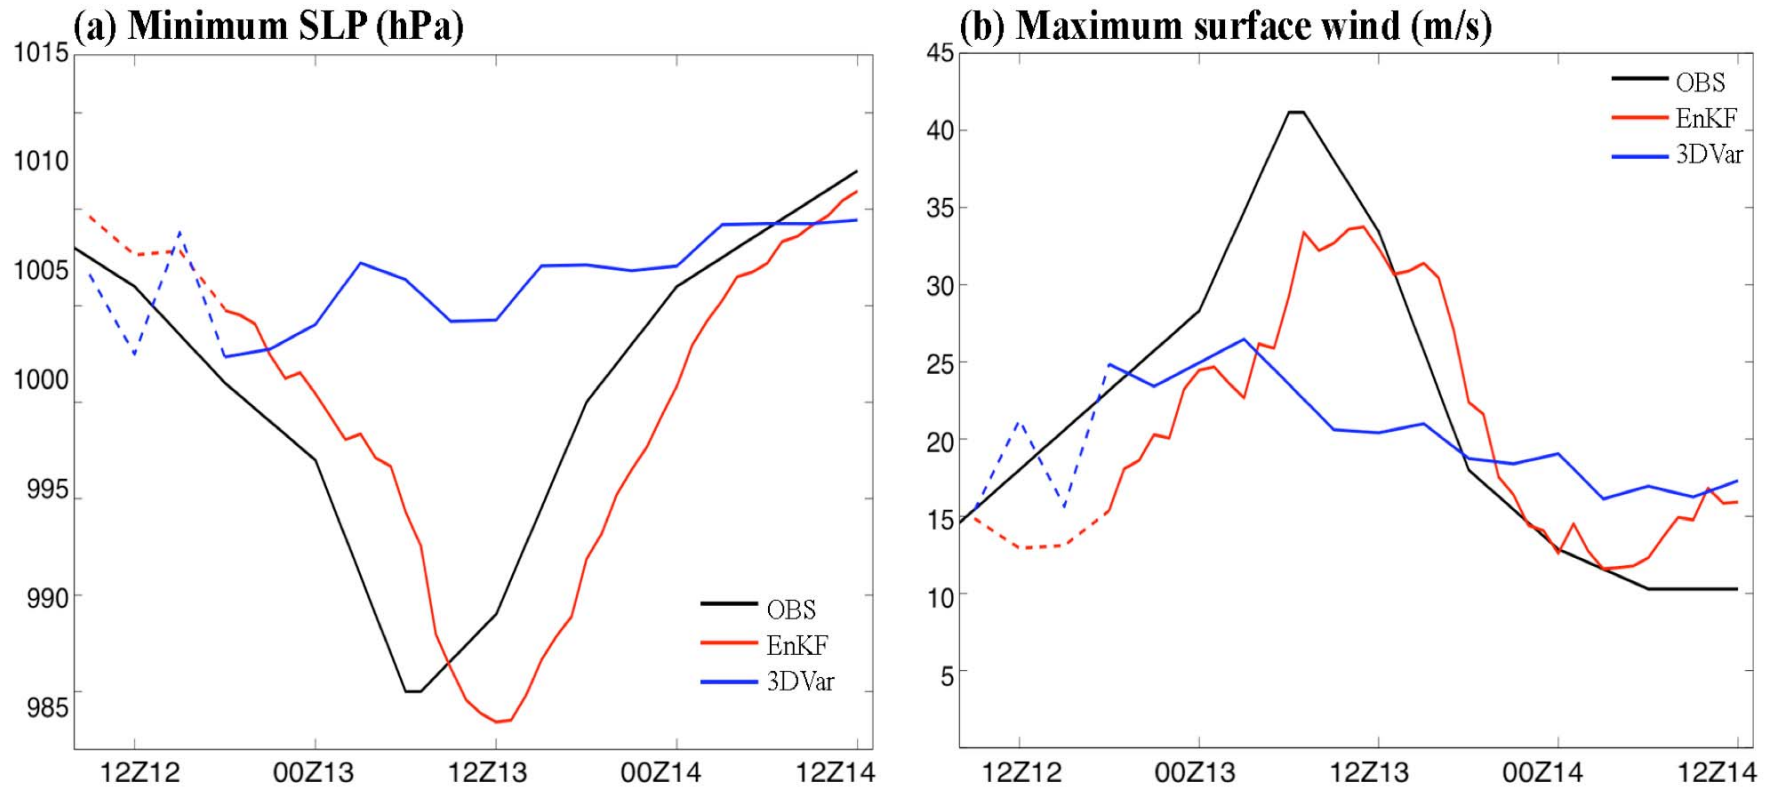 (a) Minimum SLP (hPa)
1015
1010
1005
1000
995
990
985
OBS
EnKF
3DVar
12Z12 00Z13 12Z13 00Z14 12Z14
(b) Maximum surface wind (m/s)
45
40
35
30
25
20
15
10
5
OBS
EnKF
3DVar
12Z12 00Z13 12Z13 00Z14 12Z14